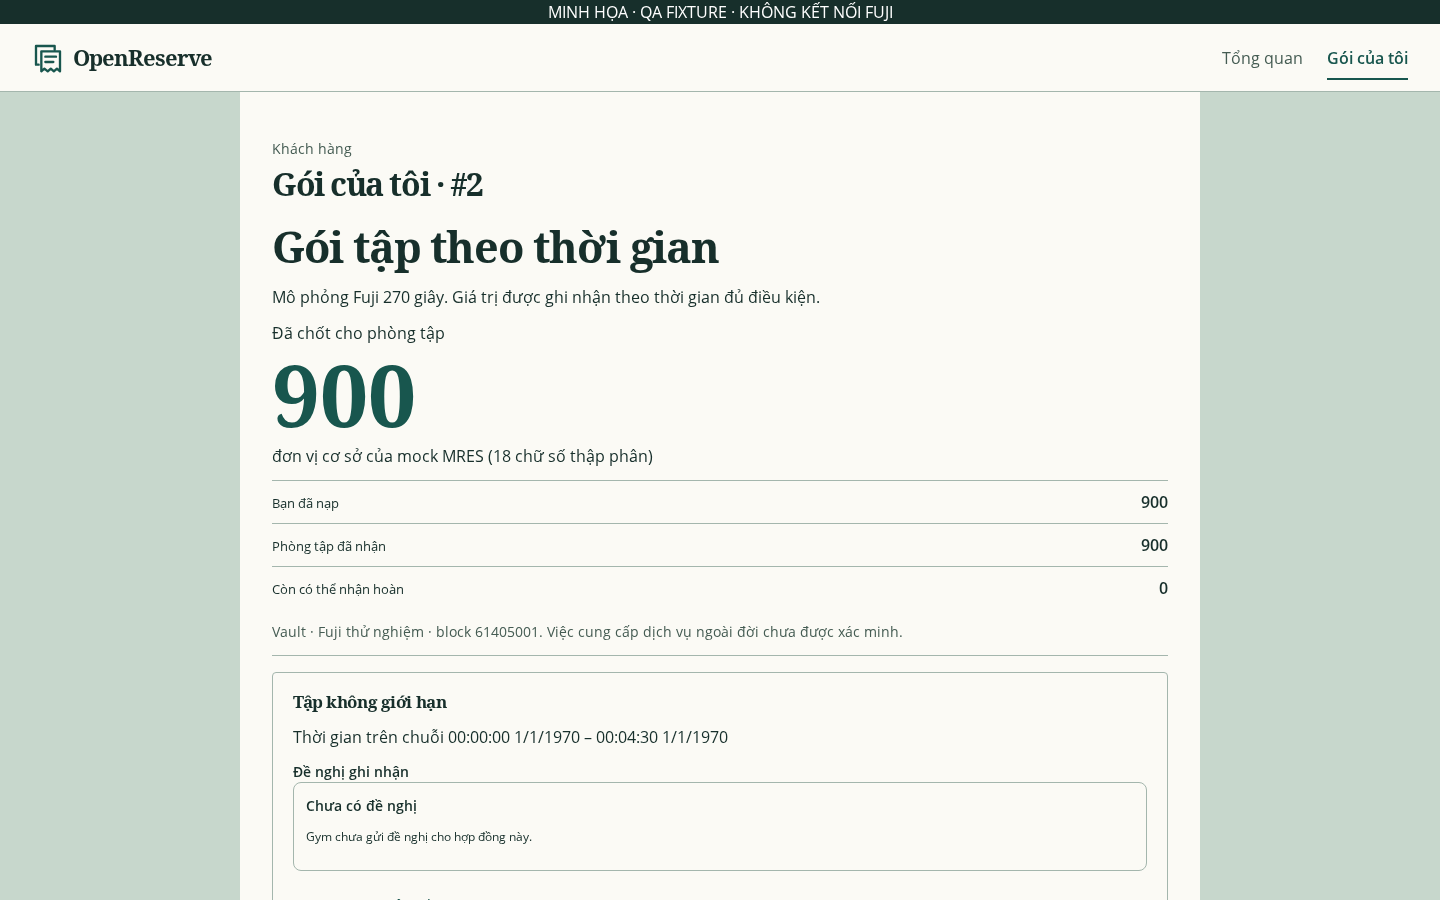 MINH HỌA · QA FIXTURE · KHÔNG KẾT NỐI FUJI
OpenReserve
Tổng quan
Gói của tôi
Khách hàng
Gói của tôi · #2
Gói tập theo thời gian
Mô phỏng Fuji 270 giây. Giá trị được ghi nhận theo thời gian đủ điều kiện.
Đã chốt cho phòng tập
900
đơn vị cơ sở của mock MRES (18 chữ số thập phân)
Bạn đã nạp 900
Phòng tập đã nhận 900
Còn có thể nhận hoàn 0
Vault · Fuji thử nghiệm · block 61405001. Việc cung cấp dịch vụ ngoài đời chưa được xác minh.
Tập không giới hạn
Thời gian trên chuỗi 00:00:00 1/1/1970 – 00:04:30 1/1/1970
Đề nghị ghi nhận
Chưa có đề nghị
Gym chưa gửi đề nghị cho hợp đồng này.